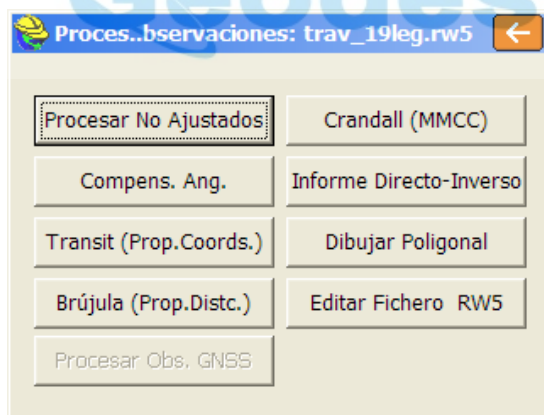 Geodes
Proces..bservaciones: trav_19leg.rw5
Procesar No Ajustados
Crandall (MMCC)
Compens. Ang.
Informe Directo-Inverso
Transit (Prop.Coords.)
Dibujar Poligonal
Brújula (Prop.Distc.)
Editar Fichero RW5
Procesar Obs. GNSS